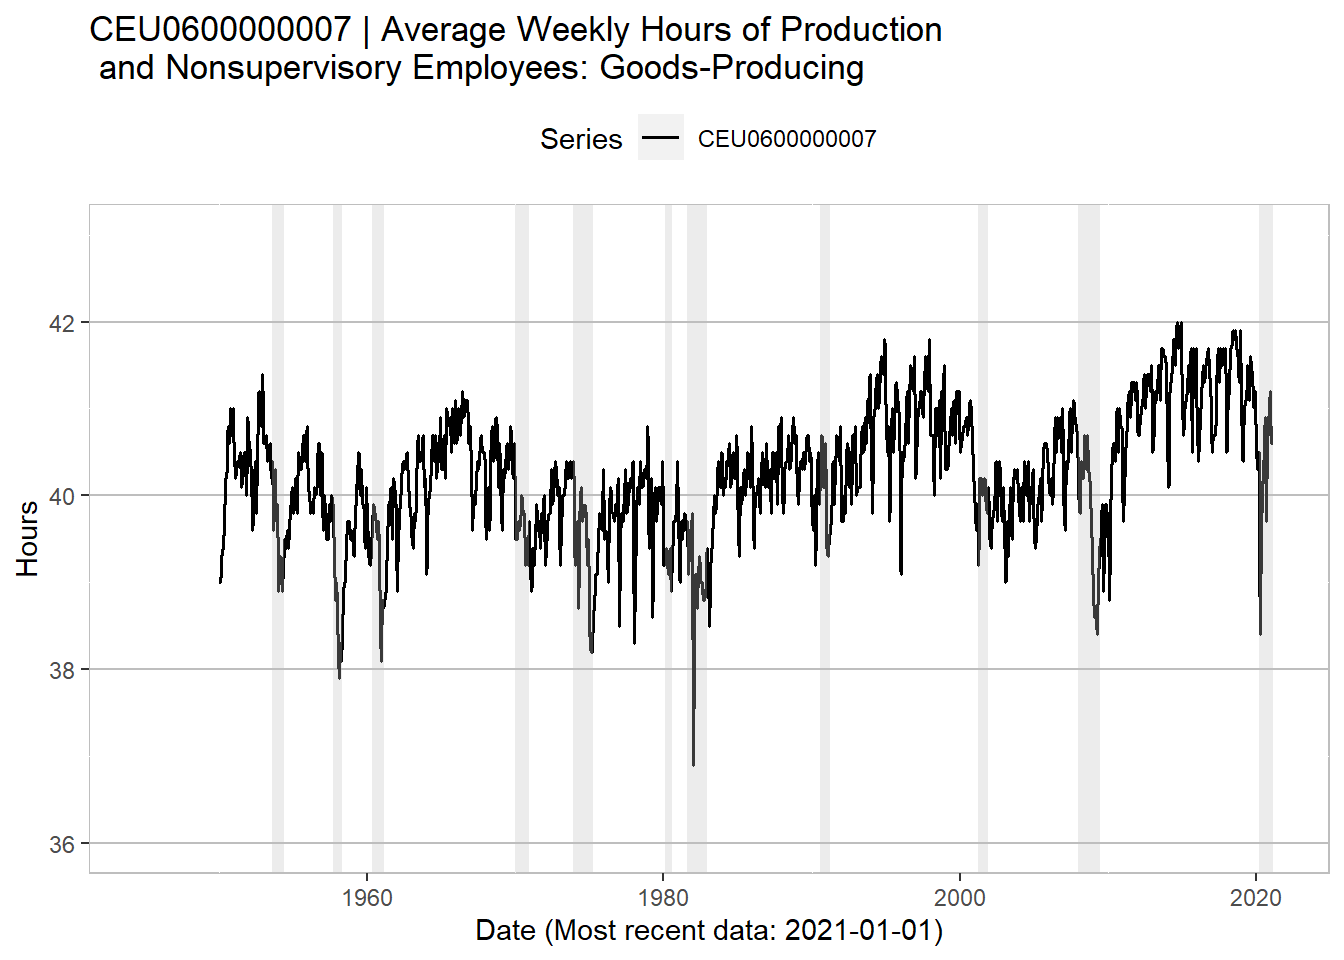 CEU0600000007 | Average Weekly Hours of Production
and Nonsupervisory Employees: Goods-Producing
Series CEU0600000007
42
40
38
36
Hours
1960 1980 2000 2020
Date (Most recent data: 2021-01-01)